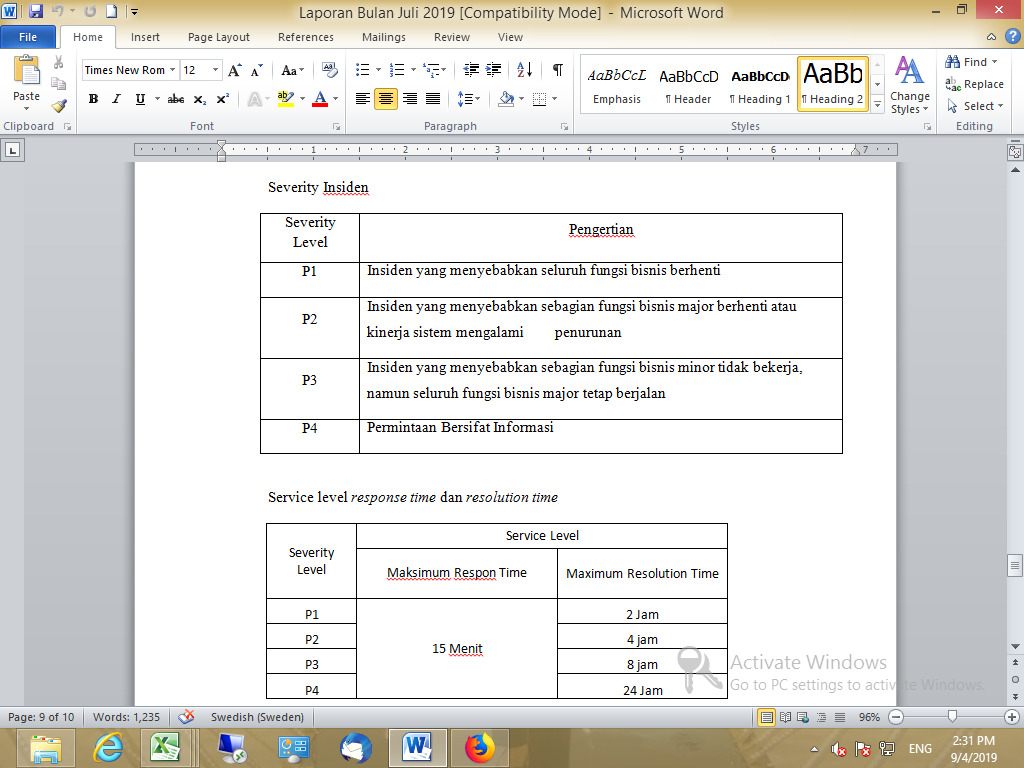 Laporan Bulan Juli 2019 [Compatibility Mode] - Microsoft Word
File Home Insert Page Layout References Mailings Review View
Paste
Clipboard
Times New Rom 12
Font
Paragraph
AaBbCcL AaBbCcD AaBbCcD AaBb
Emphasis ¶ Header ¶ Heading 1 ¶ Heading 2
Change
Styles
Styles
Find
Replace
Select
Editing
1 2 3 4 5 6 7
Severity Insiden
Severity
Level
Pengertian
P1
Insiden yang menyebabkan seluruh fungsi bisnis berhenti
P2
Insiden yang menyebabkan sebagian fungsi bisnis major berhenti atau
kinerja sistem mengalami penurunan
P3
Insiden yang menyebabkan sebagian fungsi bisnis minor tidak bekerja,
namun seluruh fungsi bisnis major tetap berjalan
P4
Permintaan Bersifat Informasi
Service level response time dan resolution time
Severity
Level
Service Level
Maksimum Respon Time
Maximum Resolution Time
P1
15 Menit
2 Jam
P2
4 jam
P3
8 jam
P4
24 Jam
Activate Windows
Go to PC settings to activate Windows.
Page: 9 of 10 Words: 1,235 Swedish (Sweden) 96%
ENG
2:31 PM
9/4/2019